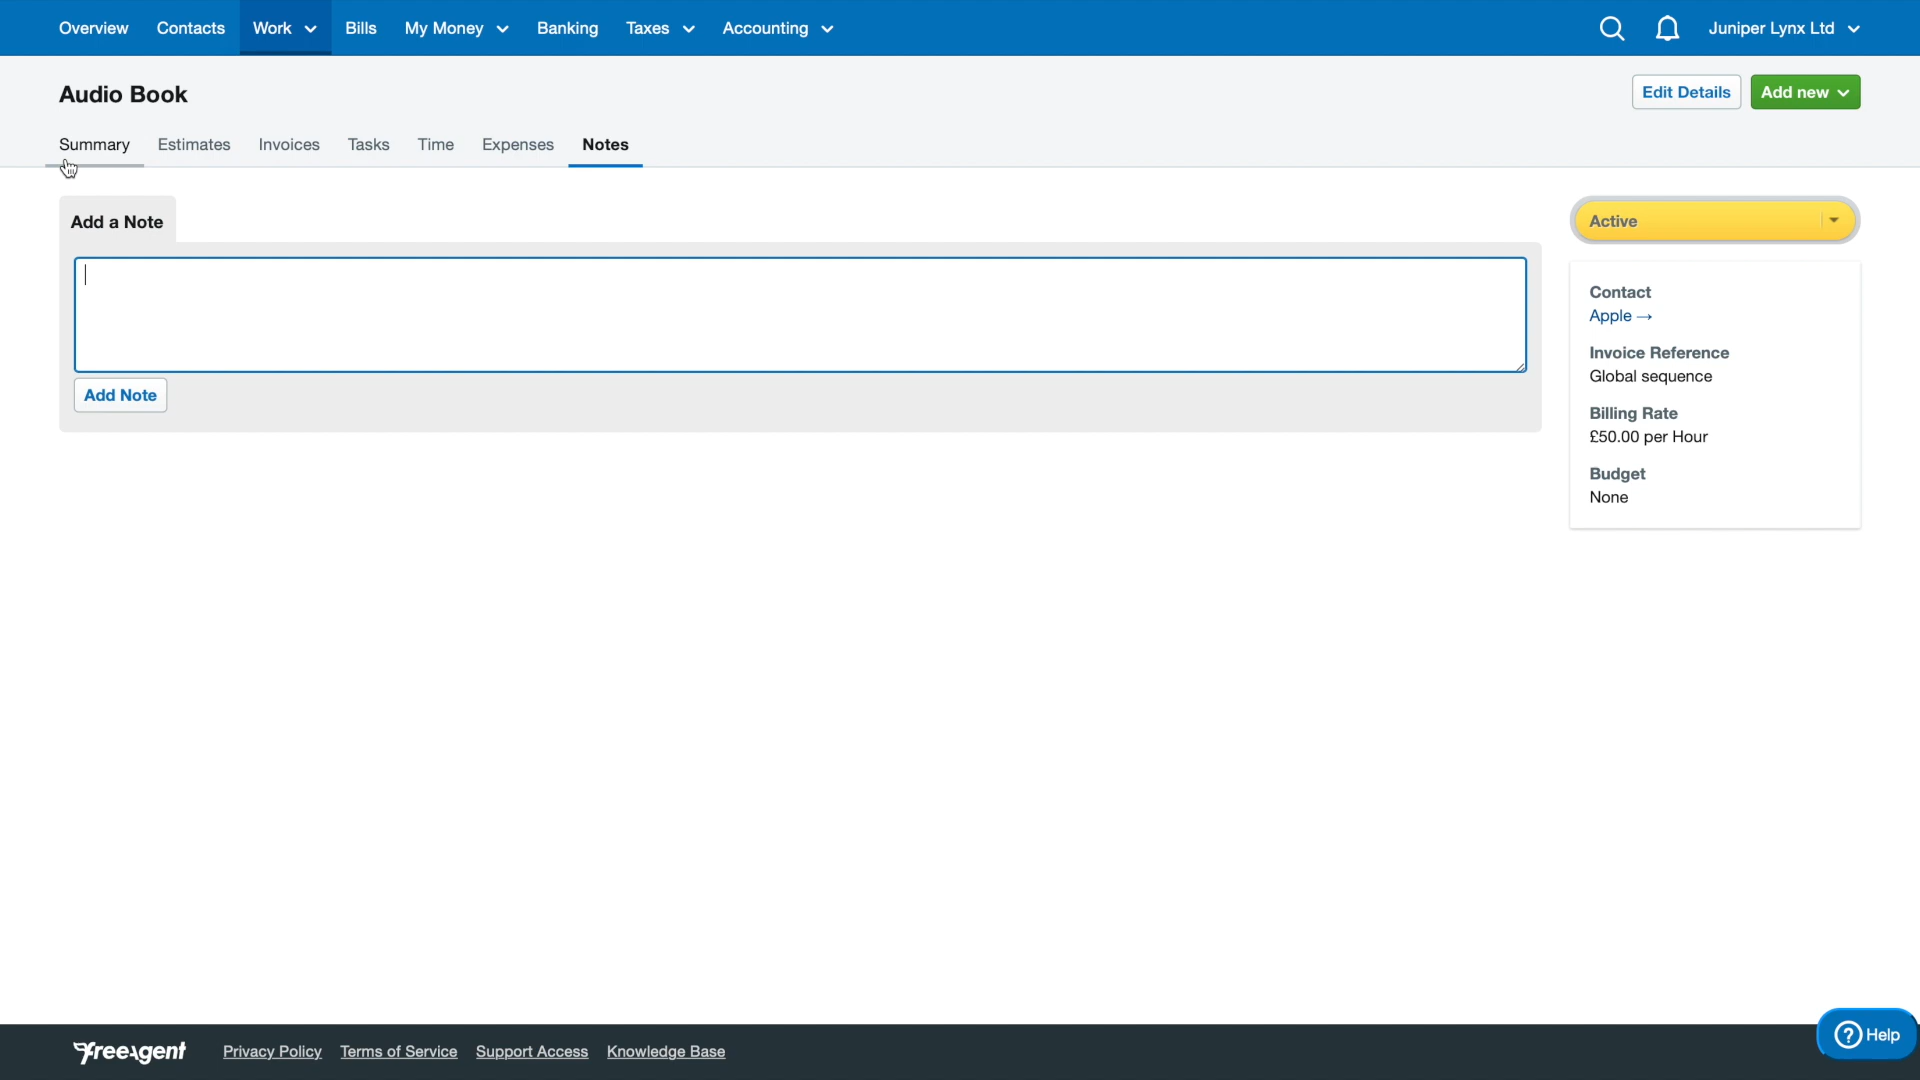 Overview Contacts Work Bills My Money Banking Taxes Accounting Juniper Lynx Ltd
Audio Book Edit Details Add new
Summary Estimates Invoices Tasks Time Expenses Notes
Add a Note
Active
Contact
Apple →
Invoice Reference
Global sequence
Add Note
Billing Rate
£50.00 per Hour
Budget
None
freeagent Privacy Policy Terms of Service Support Access Knowledge Base ? Help